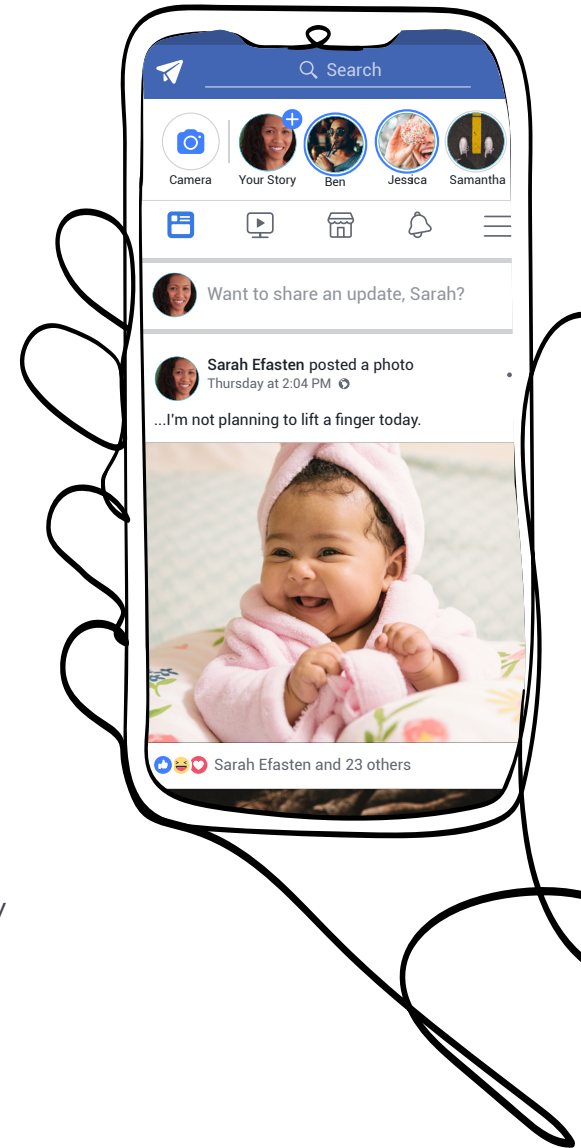 Search
Camera
Your Story
Ben
Jessica
Samantha
Want to share an update, Sarah?
Sarah Efasten posted a photo
Thursday at 2:04 PM
...I'm not planning to lift a finger today.
Sarah Efasten and 23 others